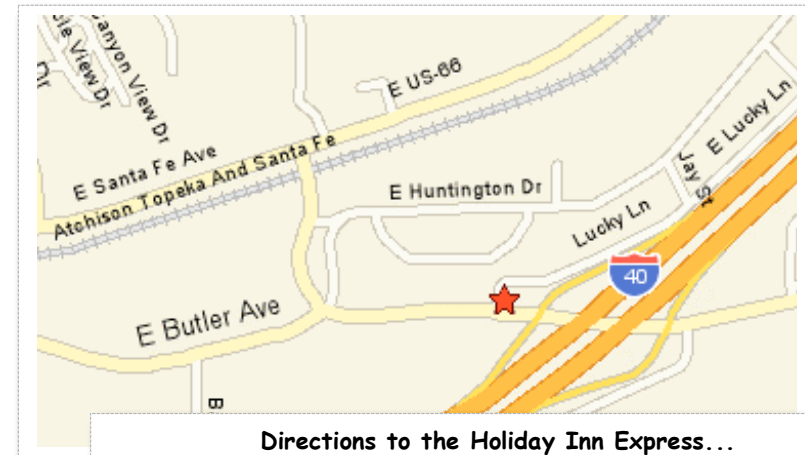 Canyon View Dr
View Dr
Dr
E US-66
E Santa Fe Ave
Atchison Topeka And Santa Fe
E Huntington Dr
Jay St
E Lucky Ln
Lucky Ln
40
E Butler Ave
B
Directions to the Holiday Inn Express...